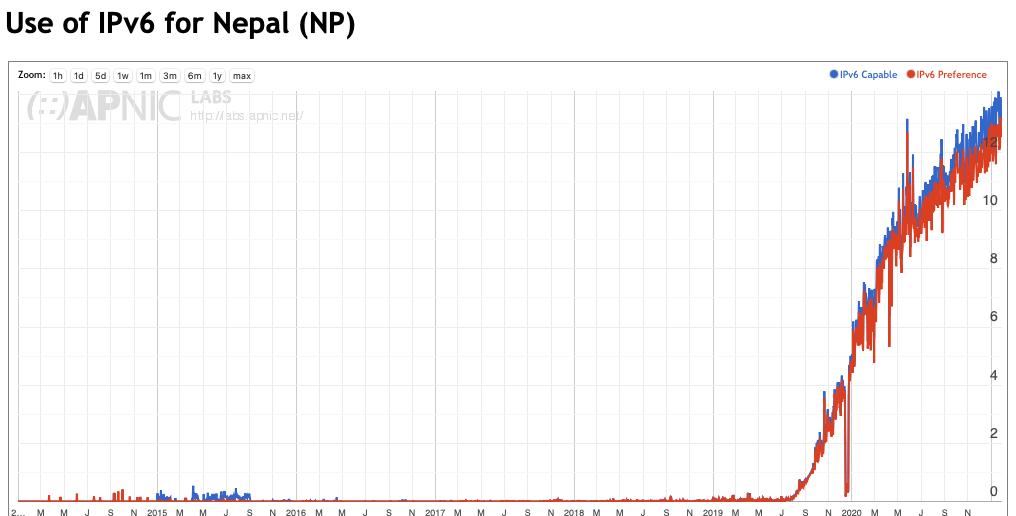 Use of IPv6 for Nepal (NP)
Zoom: 1h 1d 5d 1w 1m 3m 6m 1y max
IPv6 Capable IPv6 Preference
(::)APNIC LABS
http://labs.apnic.net/
12
10
8
6
4
2
0
2... M M J S N 2015 M M J S N 2016 M M J S N 2017 M M J S N 2018 M M J S N 2019 M M J S N 2020 M M J S N